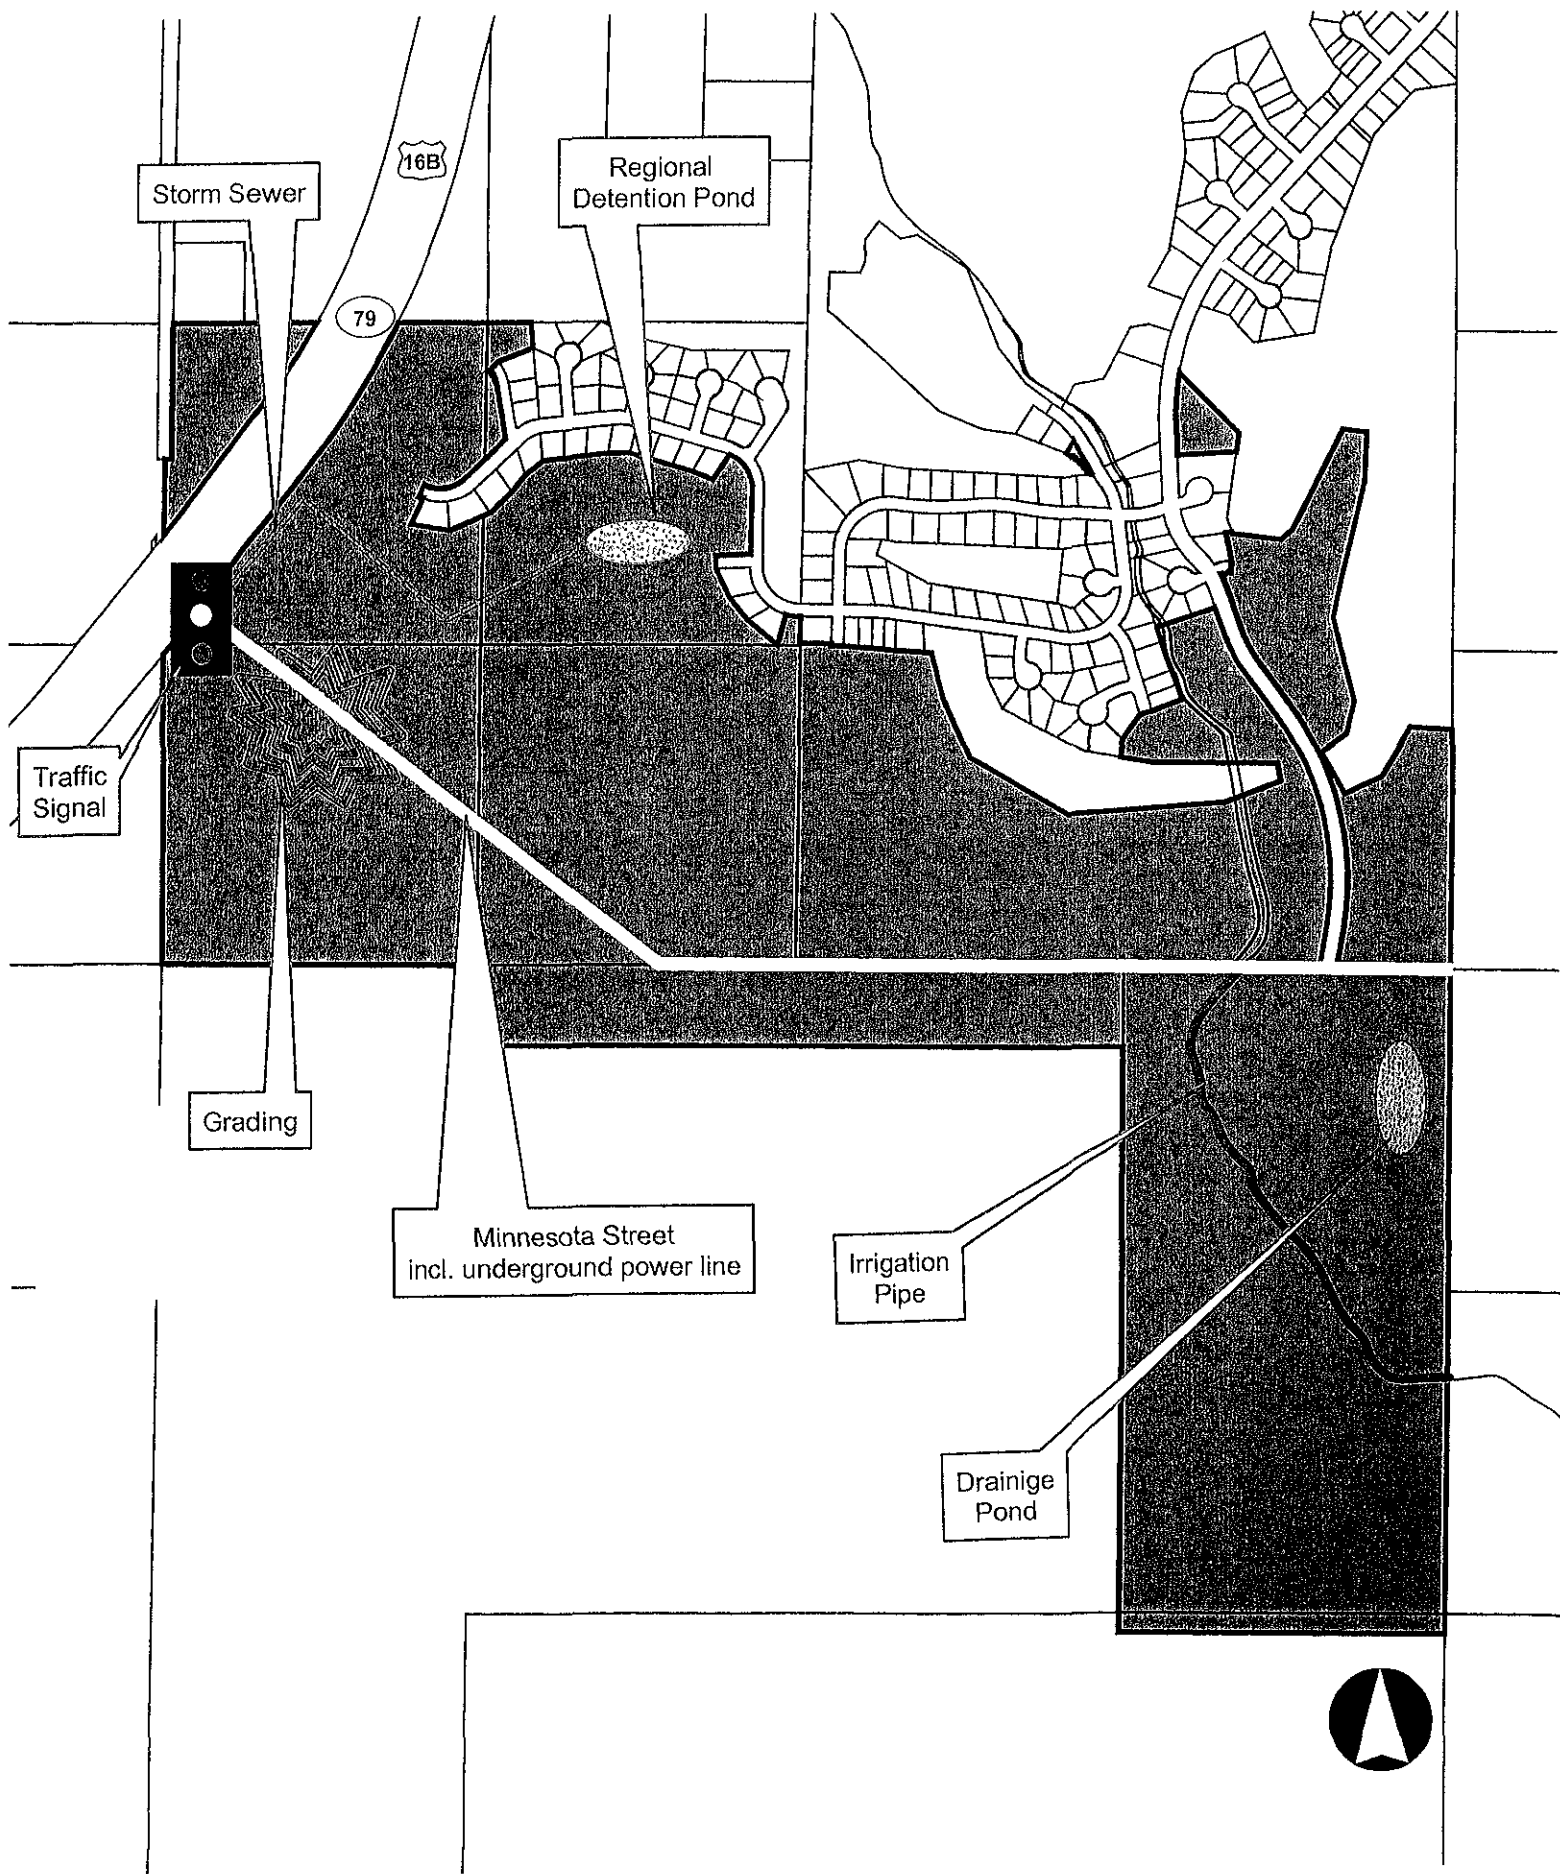 16B
Storm Sewer
Regional
Detention Pond
79
Traffic
Signal
Grading
Minnesota Street
incl. underground power line
Irrigation
Pipe
Drainige
Pond